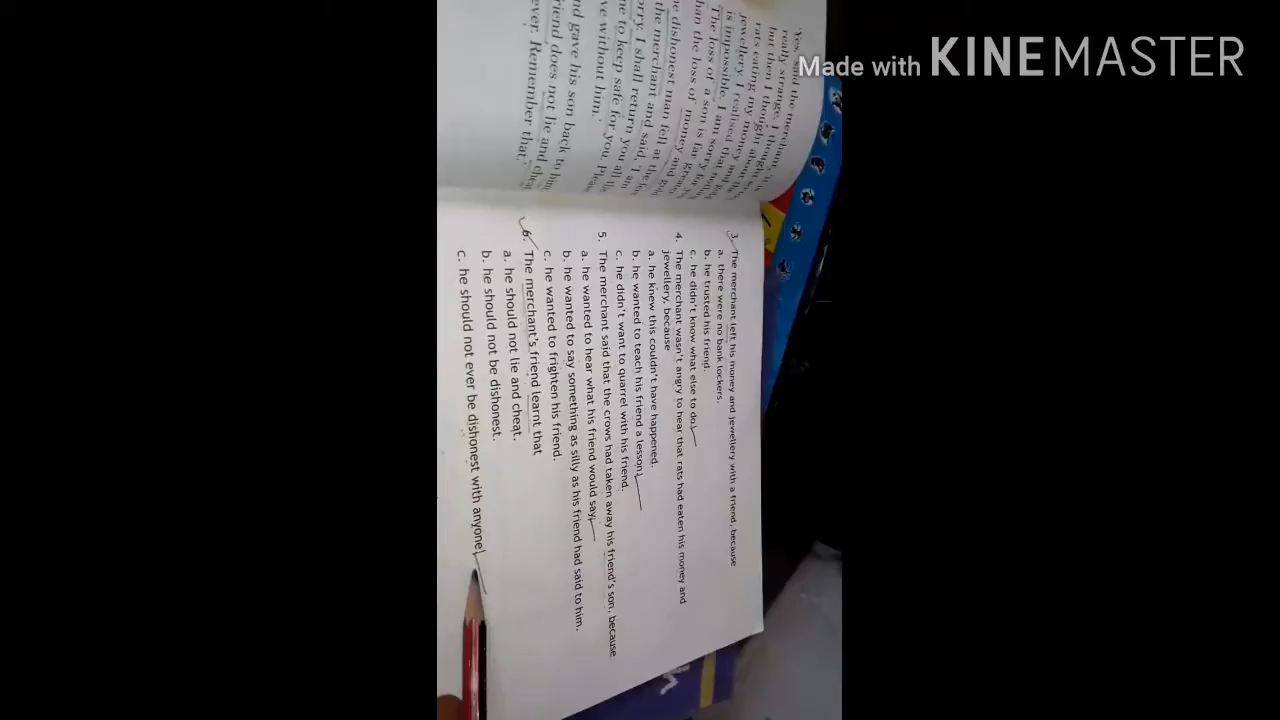 Made with KINEMASTER
Yes, said the merchant,
really strange. I thought
but then I thought about
rats eating my money and
jewellery. I realised that
is impossible. I am sorry for
The loss of a son is far
han the loss of money and
e dishonest man fell at the
the merchant and said, 'I am
orry. I shall return you all
ne to keep safe for you.
ve without him.'
nd gave his son back to him
riend does not lie and cheat
ever. Remember that.'
3. The merchant left his money and jewellery with a friend, because
a. there were no bank lockers.
b. he trusted his friend.
c. he didn't know what else to do.
4. The merchant wasn't angry to hear that rats had eaten his money and
jewellery, because
a. he knew this couldn't have happened.
b. he wanted to teach his friend a lesson.
c. he didn't want to quarrel with his friend.
5. The merchant said that the crows had taken away his friend's son, because
a. he wanted to hear what his friend would say.
b. he wanted to say something as silly as his friend had said to him.
c. he wanted to frighten his friend.
6. The merchant's friend learnt that
a. he should not lie and cheat.
b. he should not be dishonest.
c. he should not ever be dishonest with anyone.